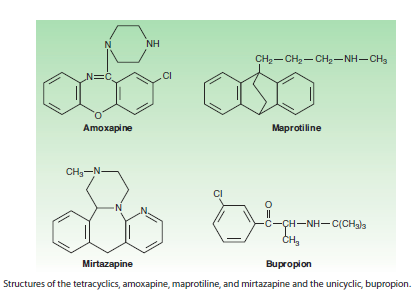 N NH
N=C Cl
O
Amoxapine
CH₂—CH₂—CH₂—NH—CH₃
Maprotiline
CH₃—N
N N
Mirtazapine
Cl
O
C—CH—NH—C(CH₃)₃
CH₃
Bupropion
Structures of the tetracyclics, amoxapine, maprotiline, and mirtazapine and the unicyclic, bupropion.